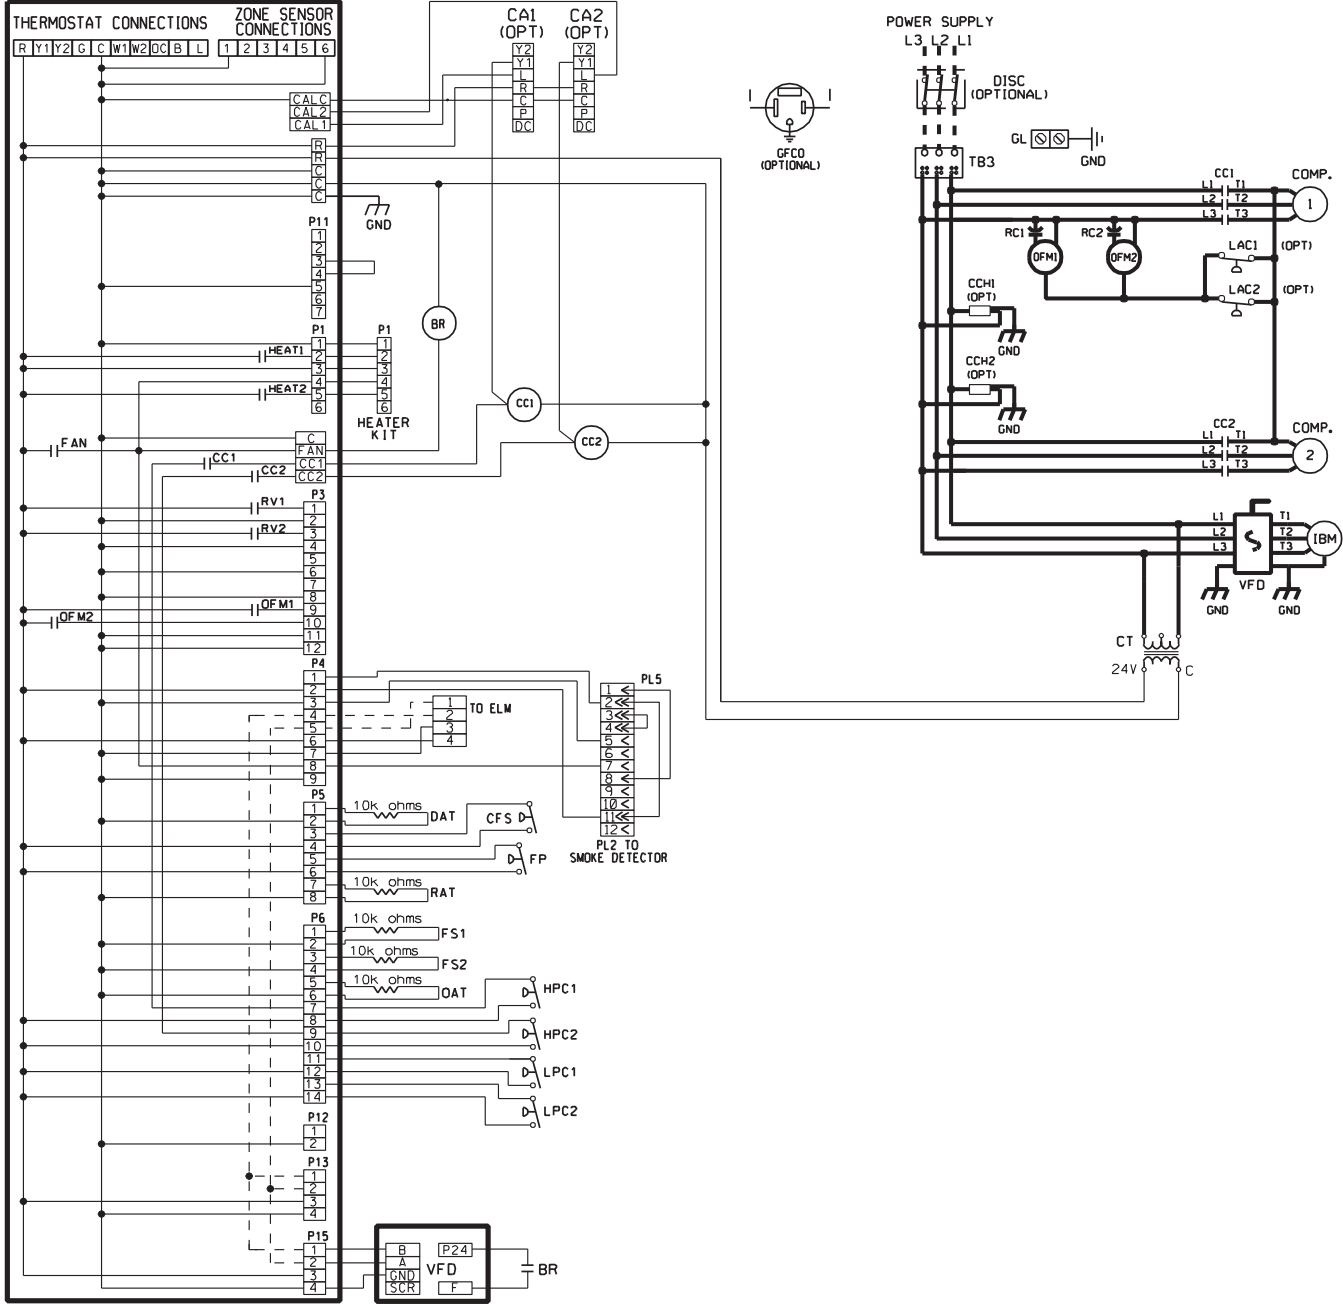 THERMOSTAT CONNECTIONS
R Y1 Y2 G C W1 W2 OC B L
ZONE SENSOR
CONNECTIONS
1 2 3 4 5 6
CALC
CAL2
CAL1
R
R
C
C
C
GND
P11
1
2
3
4
5
6
7
P1
1
2
3
4
5
6
P1
1
2
3
4
5
6
HEATER
KIT
HEAT1
HEAT2
BR
FAN
CC1
CC2
C
FAN
CC1
CC2
CC1
CC2
P3
1
2
3
4
5
6
7
8
9
10
11
12
RV1
RV2
OFM1
OFM2
P4
1
2
3
4
5
6
7
8
9
1
2
3
4
TO ELM
PL5
1
2
3
4
5
6
7
8
9
10
11
12
PL2 TO
SMOKE DETECTOR
P5
1
2
3
4
5
6
7
8
10k ohms
DAT
CFS
FP
10k ohms
RAT
P6
1
2
3
4
5
6
7
8
9
10
11
12
13
14
10k ohms
FS1
10k ohms
FS2
10k ohms
OAT
HPC1
HPC2
LPC1
LPC2
P12
1
2
P13
1
2
3
4
P15
1
2
3
4
B
A
GND
SCR
VFD
P24
F
BR
CA1
(OPT)
Y2
Y1
L
R
C
P
DC
CA2
(OPT)
Y2
Y1
L
R
C
P
DC
GFCO
(OPTIONAL)
POWER SUPPLY
L3 L2 L1
DISC
(OPTIONAL)
GL
GND
TB3
CC1
L1 T1
L2 T2
L3 T3
COMP.
1
RC1
OFM1
RC2
OFM2
LAC1
(OPT)
LAC2
(OPT)
CCH1
(OPT)
GND
CCH2
(OPT)
GND
CC2
L1 T1
L2 T2
L3 T3
COMP.
2
L1 T1
L2 T2
L3 T3
IBM
VFD
GND
GND
CT
24V
C